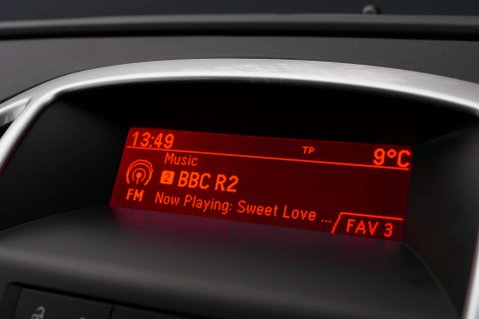 13:49 TP 9°C
Music
2 BBC R2
FM Now Playing: Sweet Love ...
FAV 3